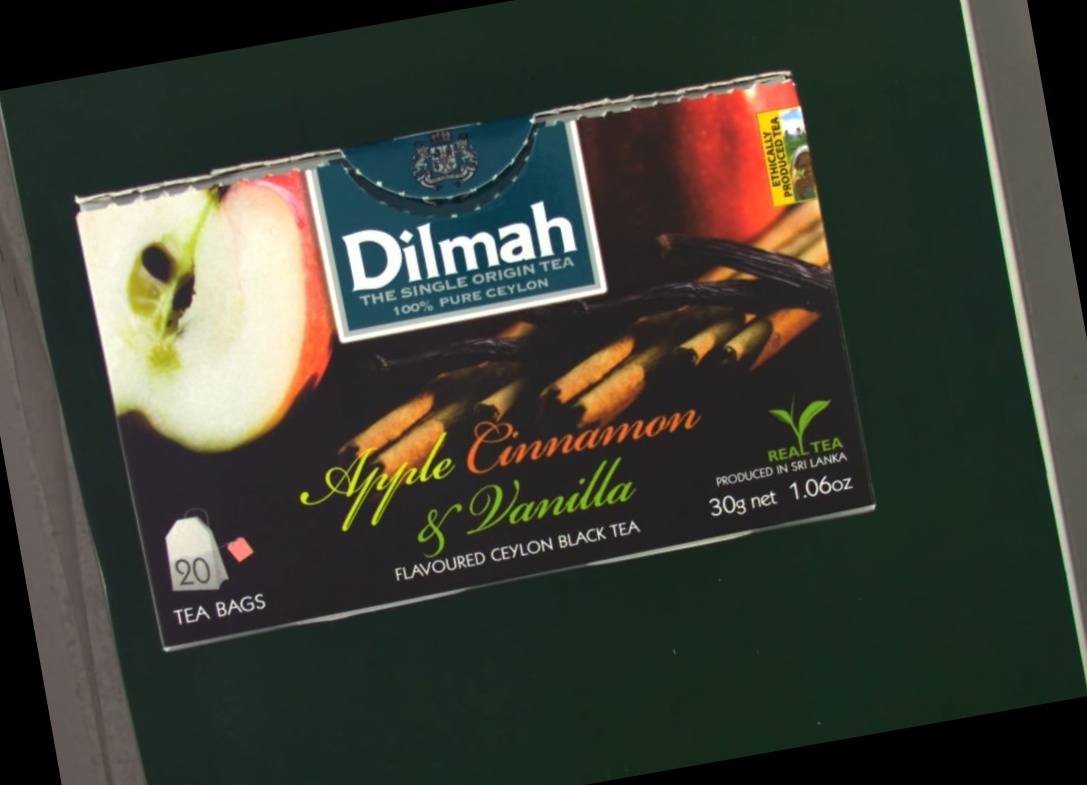 ETHICALLY
PRODUCED TEA
Dilmah
THE SINGLE ORIGIN TEA
100% PURE CEYLON
Apple Cinnamon
& Vanilla
FLAVOURED CEYLON BLACK TEA
20
TEA BAGS
REAL TEA
PRODUCED IN SRI LANKA
30g net 1.06oz